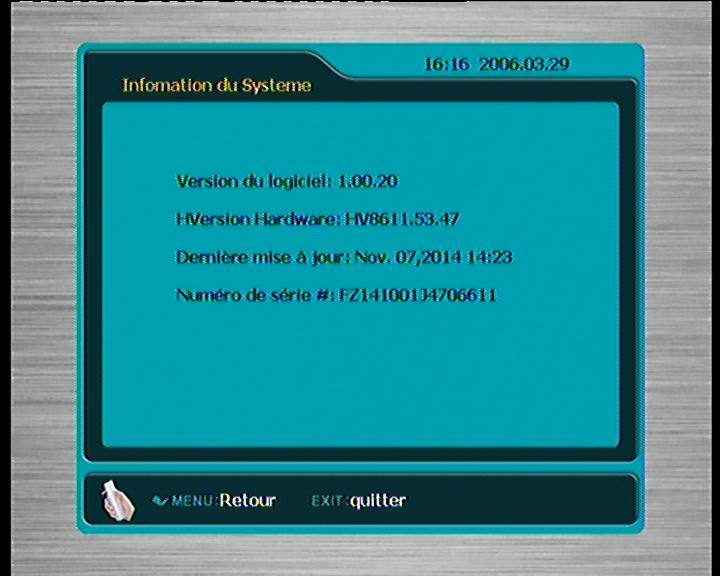 16:16 2006.03.29
Infomation du Systeme
Version du logiciel: 1.00.20
HVersion Hardware: HV8611.53.47
Dernière mise à jour: Nov. 07,2014 14:23
Numéro de série #:
MENU:Retour EXIT:quitter